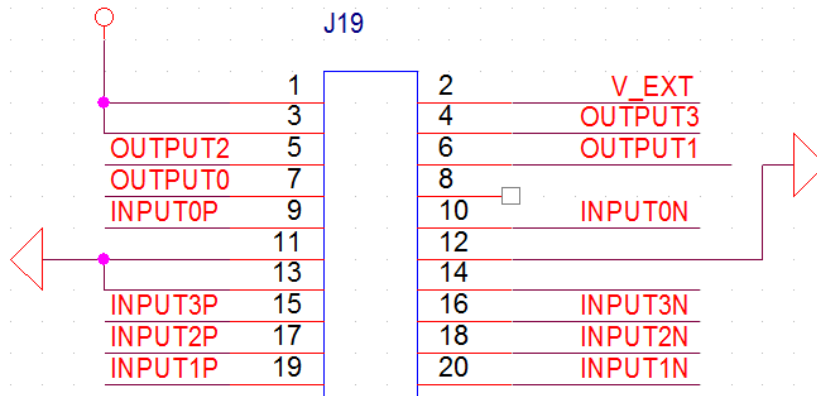 J19
1 2 V_EXT
3 4 OUTPUT3
OUTPUT2 5 6 OUTPUT1
OUTPUT0 7 8
INPUT0P 9 10 INPUT0N
11 12
13 14
INPUT3P 15 16 INPUT3N
INPUT2P 17 18 INPUT2N
INPUT1P 19 20 INPUT1N